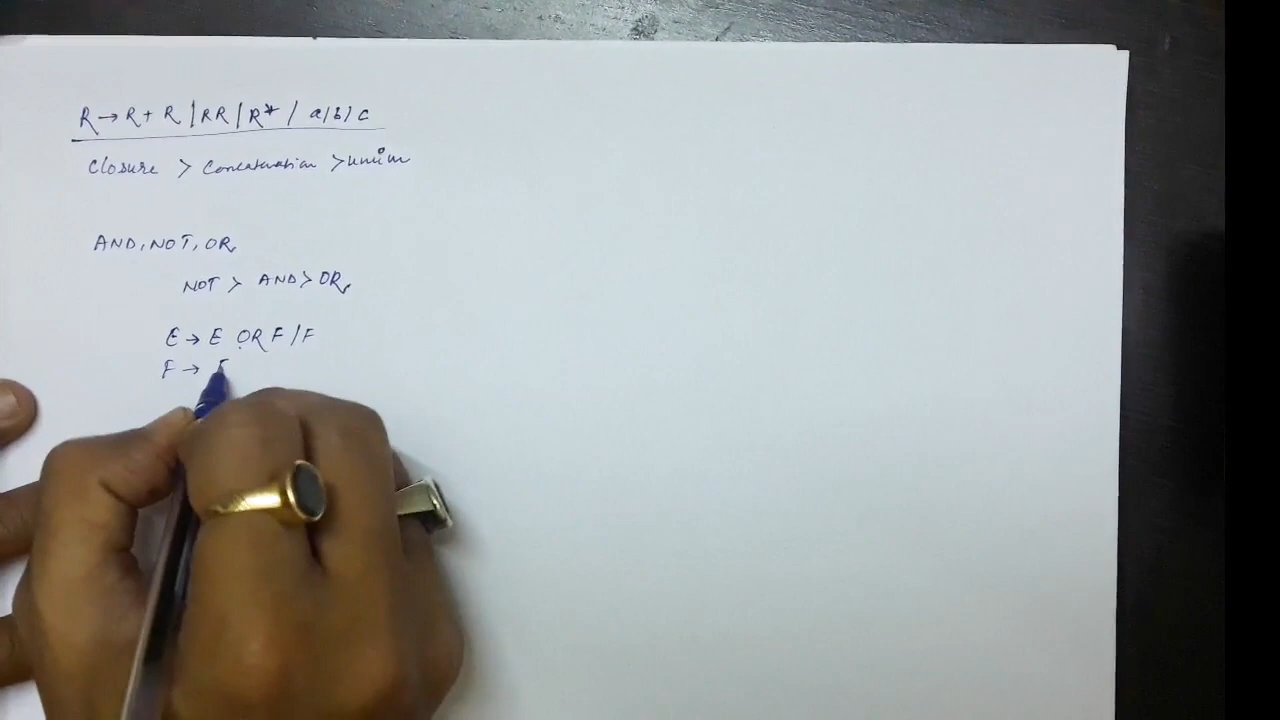 R → R + R | RR | R* / a/b/c
Closure > Concatenation > union
AND, NOT, OR,
NOT > AND > OR,
E → E OR F / F
F → F